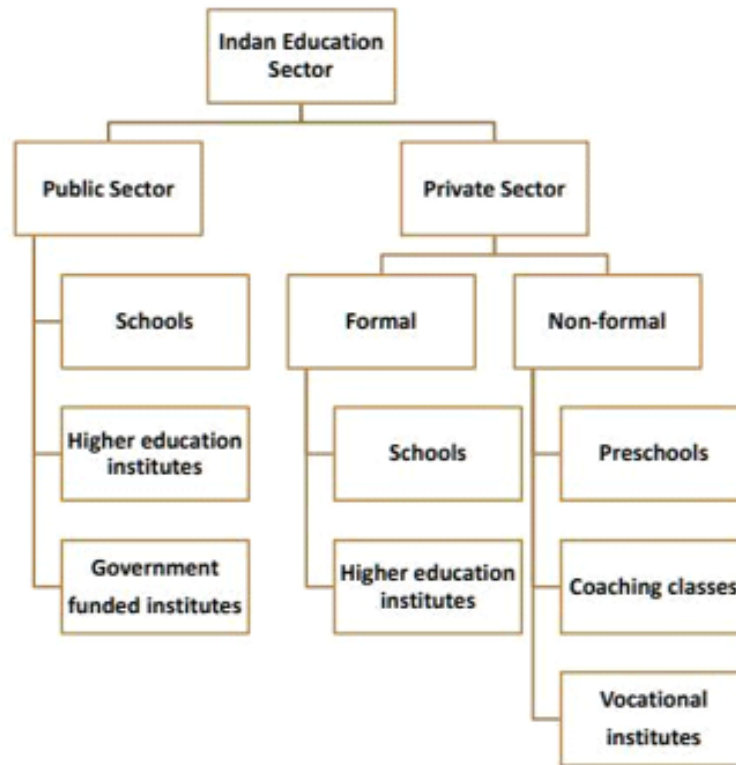 Indan Education
Sector
Public Sector
Private Sector
Schools
Formal
Non-formal
Higher education
institutes
Schools
Preschools
Government
funded institutes
Higher education
institutes
Coaching classes
Vocational
institutes